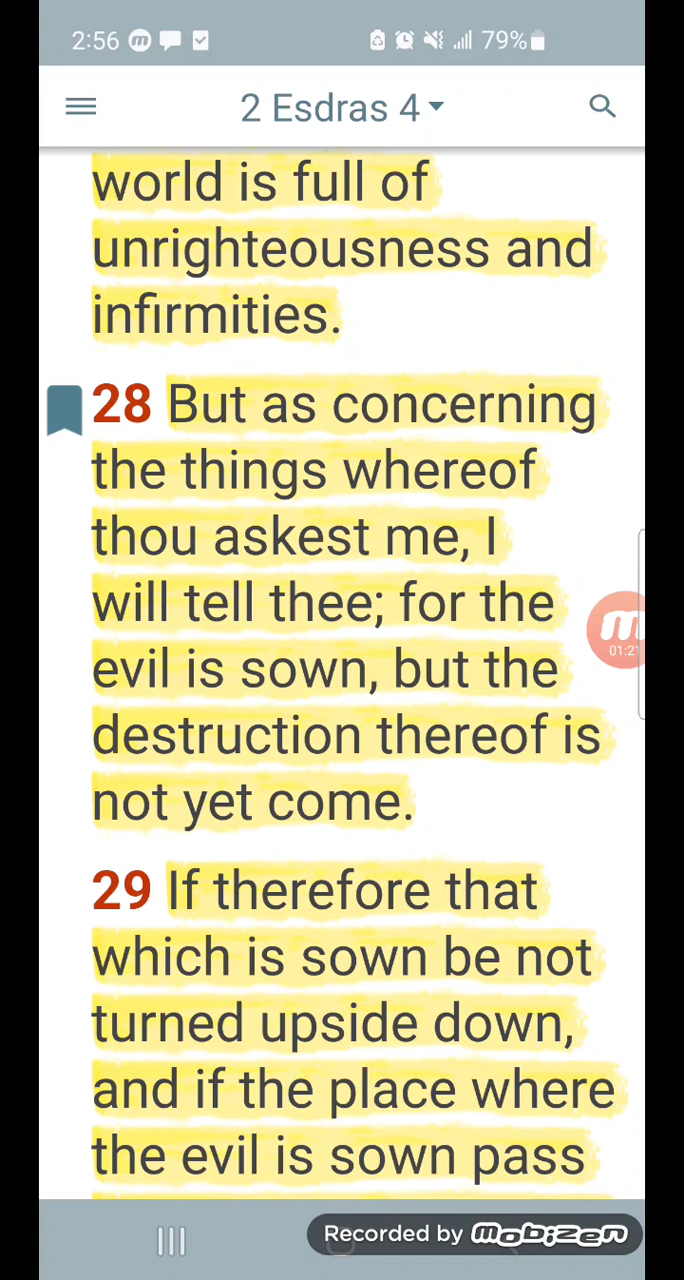 2:56
79%
2 Esdras 4
world is full of
unrighteousness and
infirmities.
28 But as concerning
the things whereof
thou askest me, I
will tell thee; for the
evil is sown, but the
destruction thereof is
not yet come.
01:21
29 If therefore that
which is sown be not
turned upside down,
and if the place where
the evil is sown pass
Recorded by mobizen